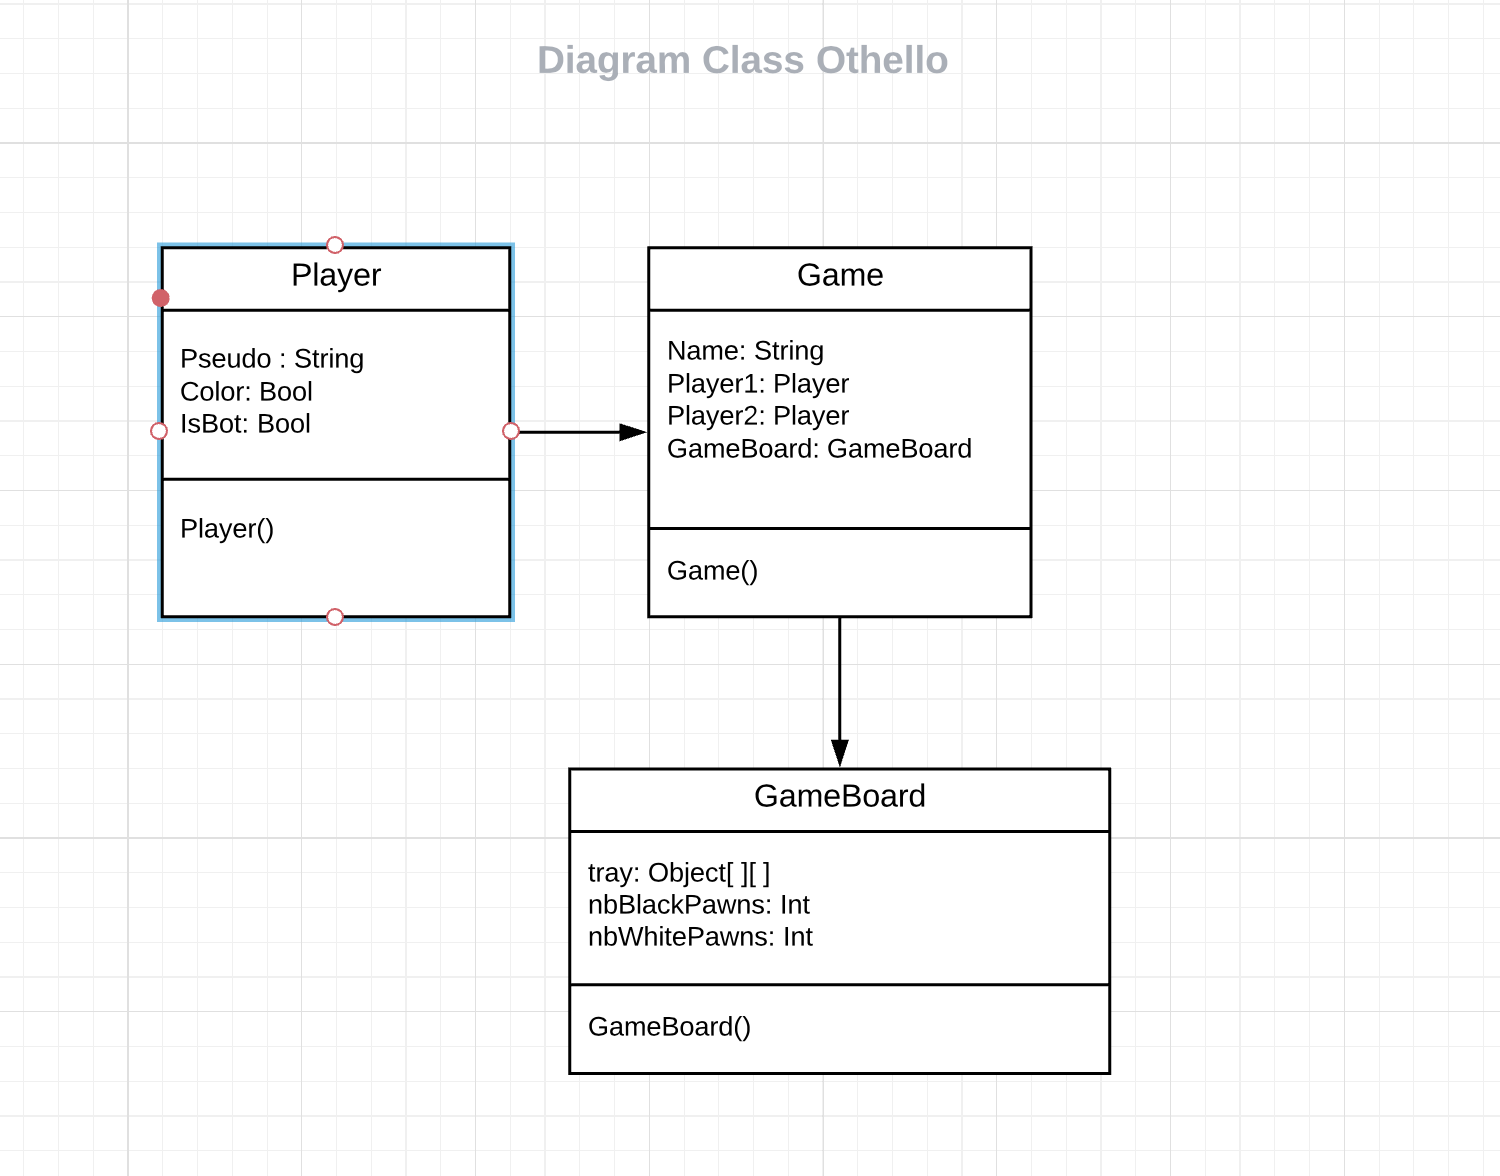 Diagram Class Othello
Player
Pseudo : String
Color: Bool
IsBot: Bool
Player()
Game
Name: String
Player1: Player
Player2: Player
GameBoard: GameBoard
Game()
GameBoard
tray: Object[ ][ ]
nbBlackPawns: Int
nbWhitePawns: Int
GameBoard()